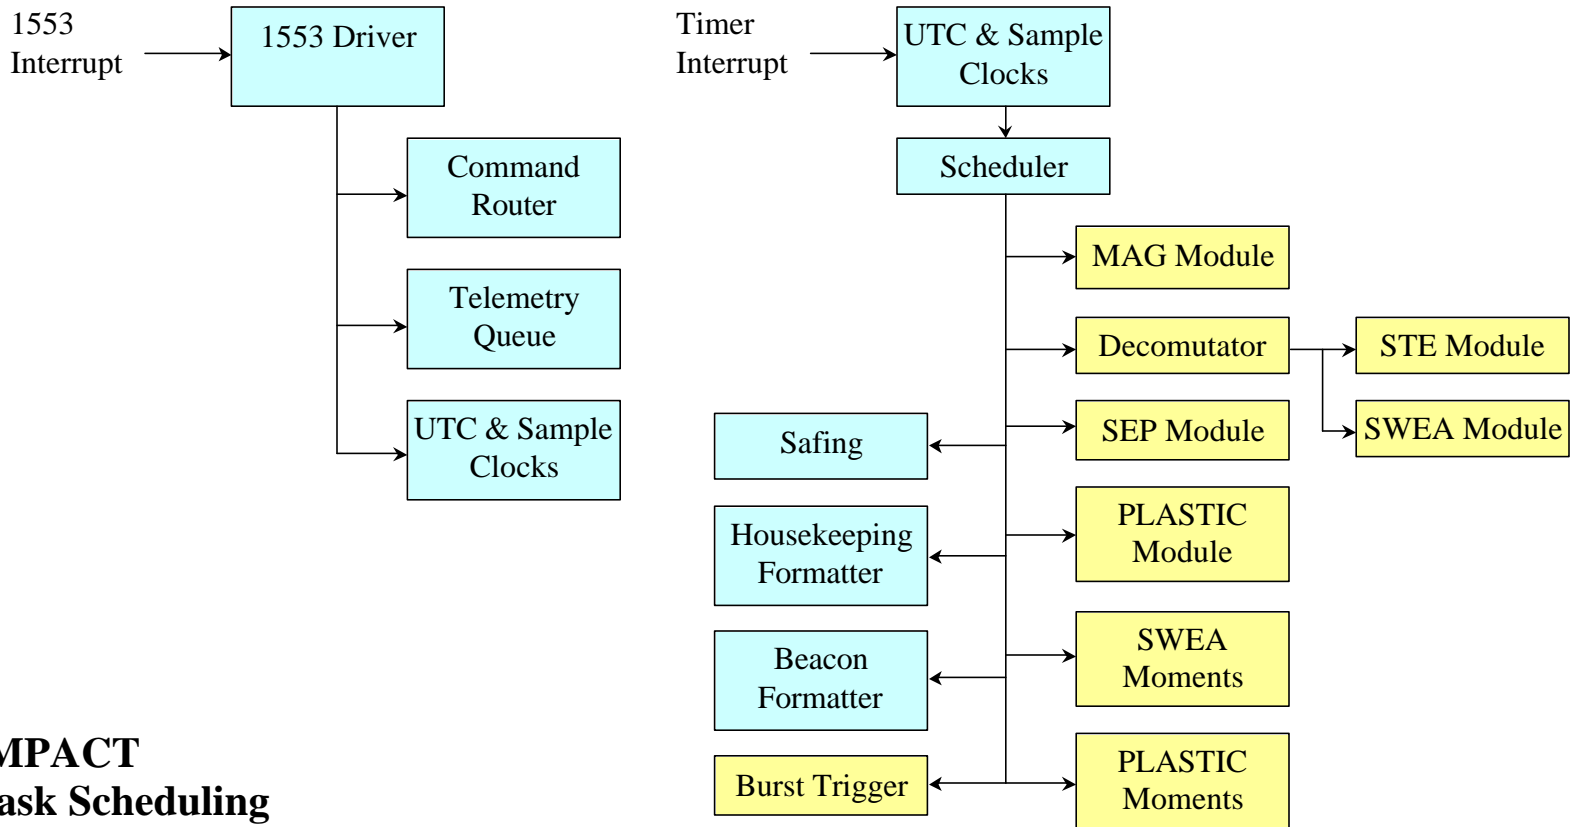 1553
Interrupt
1553 Driver
Command
Router
Telemetry
Queue
UTC & Sample
Clocks
Timer
Interrupt
UTC & Sample
Clocks
Scheduler
MAG Module
Decomutator
STE Module
SWEA Module
SEP Module
Safing
PLASTIC
Module
Housekeeping
Formatter
SWEA
Moments
Beacon
Formatter
PLASTIC
Moments
Burst Trigger
MPACT
ask Scheduling